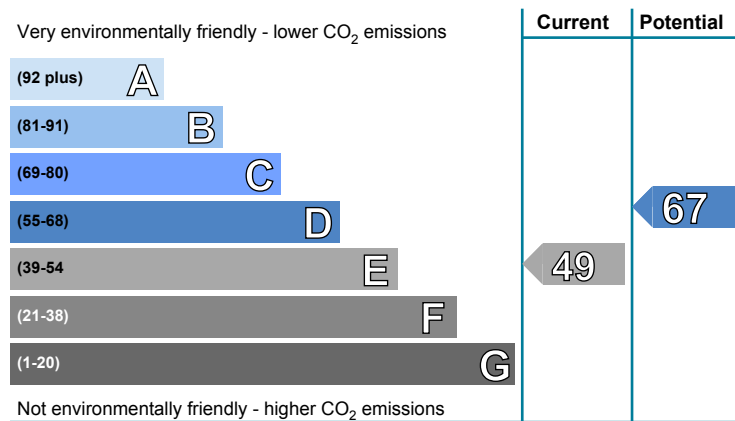 Very environmentally friendly - lower CO₂ emissions
Current
Potential
(92 plus) A
(81-91) B
(69-80) C
(55-68) D
67
(39-54 E
49
(21-38) F
(1-20) G
Not environmentally friendly - higher CO₂ emissions